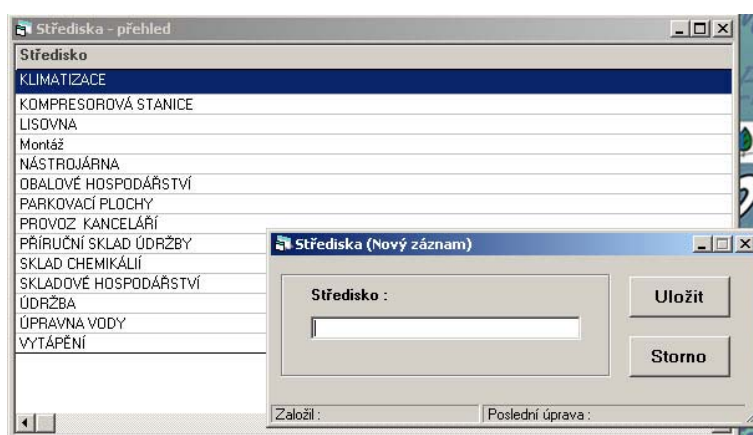 Střediska - přehled
Středisko
KLIMATIZACE
KOMPRESOROVÁ STANICE
LISOVNA
Montáž
NÁSTROJÁRNA
OBALOVÉ HOSPODÁŘSTVÍ
PARKOVACÍ PLOCHY
PROVOZ KANCELÁŘÍ
PŘÍRUČNÍ SKLAD ÚDRŽBY
SKLAD CHEMIKÁLIÍ
SKLADOVÉ HOSPODÁŘSTVÍ
ÚDRŽBA
ÚPRAVNA VODY
VYTÁPĚNÍ
Střediska (Nový záznam)
Středisko :
Uložit
Storno
Založil :
Poslední úprava :